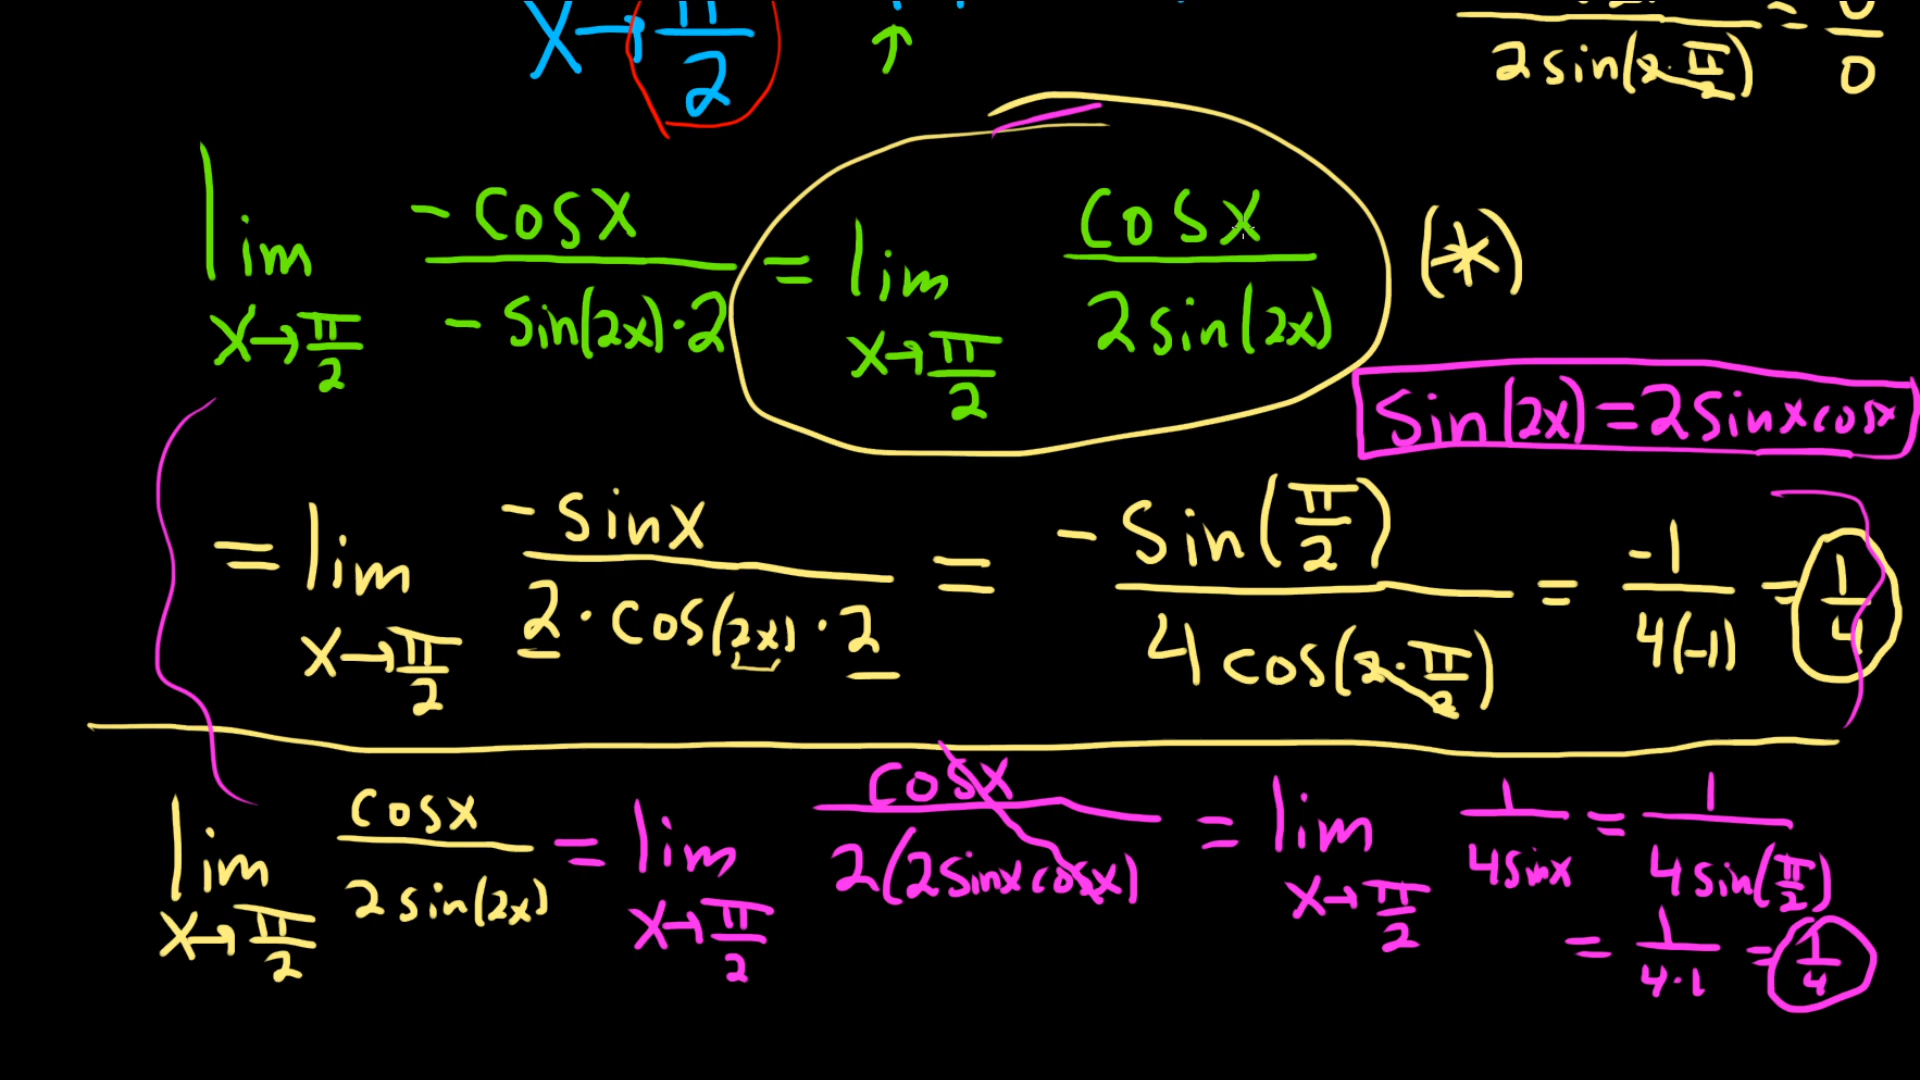 x→π/2 ↑ 2sin(2·π/2) = 0/0
lim x→π/2 -cosx / -sin(2x)·2 = lim x→π/2 cosx / 2sin(2x) (*)
sin(2x)=2sinxcosx
= lim x→π/2 -sinx / 2·cos(2x)·2 = -sin(π/2) / 4cos(2·π/2) = -1 / 4(-1) = 1/4
lim x→π/2 cosx / 2sin(2x) = lim x→π/2 cosx / 2(2sinxcosx) = lim x→π/2 1 / 4sinx = 1 / 4sin(π/2)
= 1 / 4·1 = 1/4